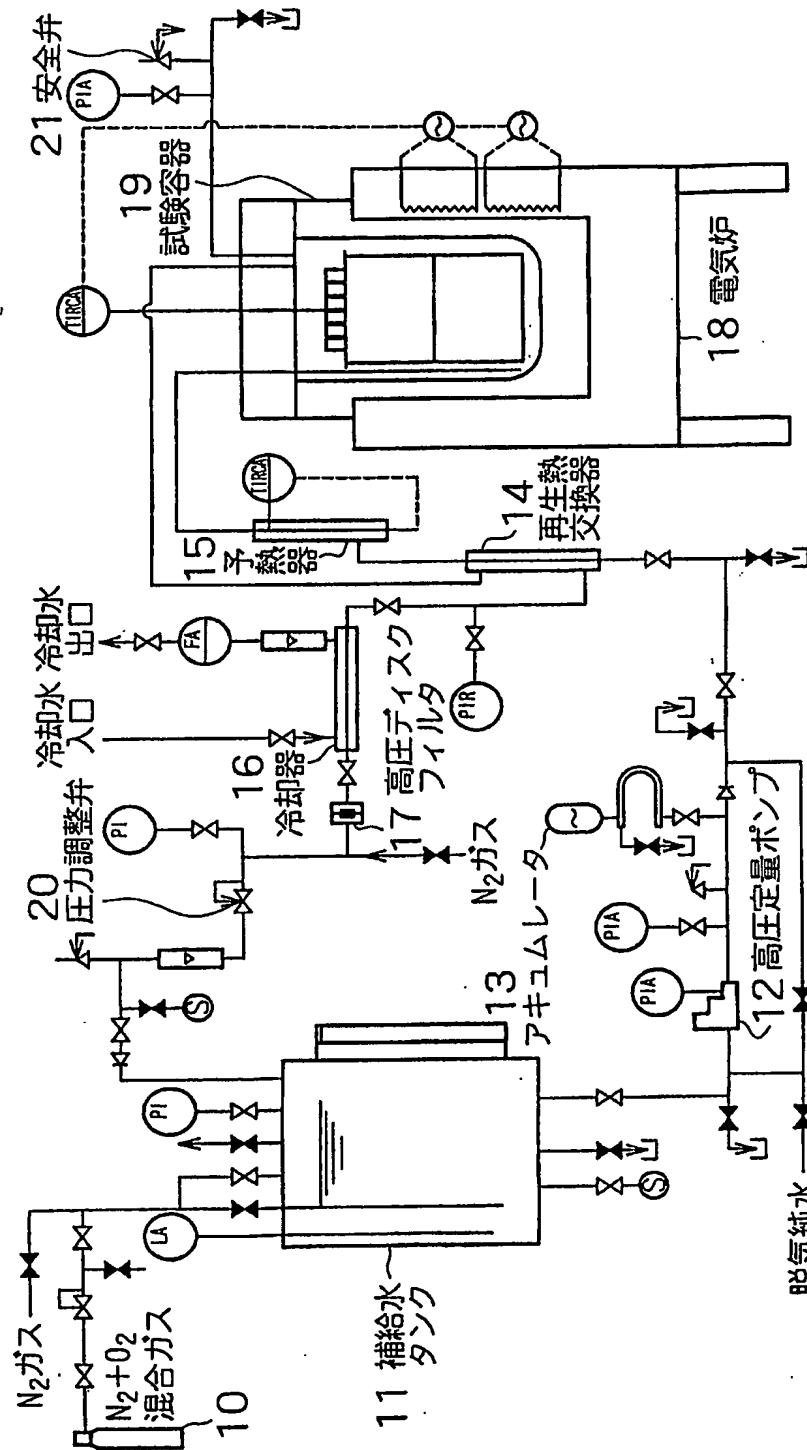 N₂ガス
N₂+O₂
混合ガス
10
LA
PI
11 補給水
タンク
S
S
20
圧力調整弁
PI
冷却水
入口
冷却水
出口
FA
16
冷却器
17 高圧ディスク
フィルタ
N₂ガス
PIR
15
予熱器
TIRCA
14
再生熱
交換器
TIRCA
19
試験容器
21 安全弁
PIA
18 電気炉
13
アキュムレータ
PIA
PIA
12 高圧定量ポンプ
脱気純水